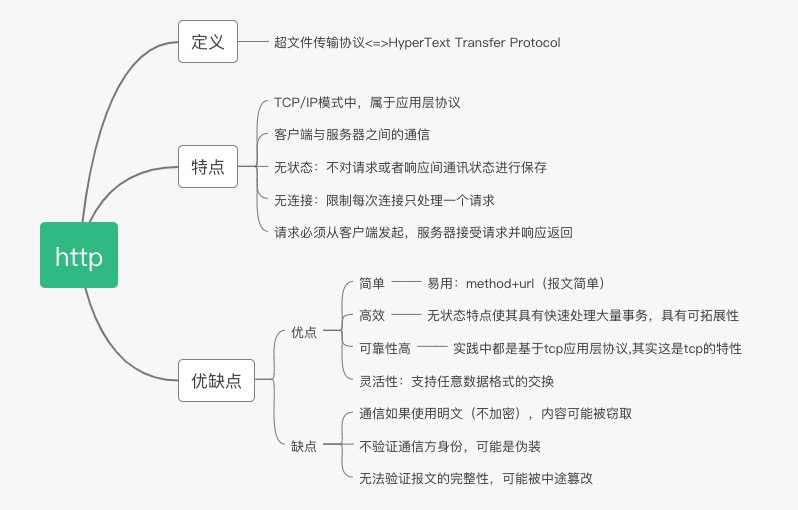 http
定义
超文件传输协议<=>HyperText Transfer Protocol
特点
TCP/IP模式中，属于应用层协议
客户端与服务器之间的通信
无状态：不对请求或者响应间通讯状态进行保存
无连接：限制每次连接只处理一个请求
请求必须从客户端发起，服务器接受请求并响应返回
优缺点
优点
简单
易用：method+url（报文简单）
高效
无状态特点使其具有快速处理大量事务，具有可拓展性
可靠性高
实践中都是基于tcp应用层协议,其实这是tcp的特性
灵活性：支持任意数据格式的交换
缺点
通信如果使用明文（不加密），内容可能被窃取
不验证通信方身份，可能是伪装
无法验证报文的完整性，可能被中途篡改